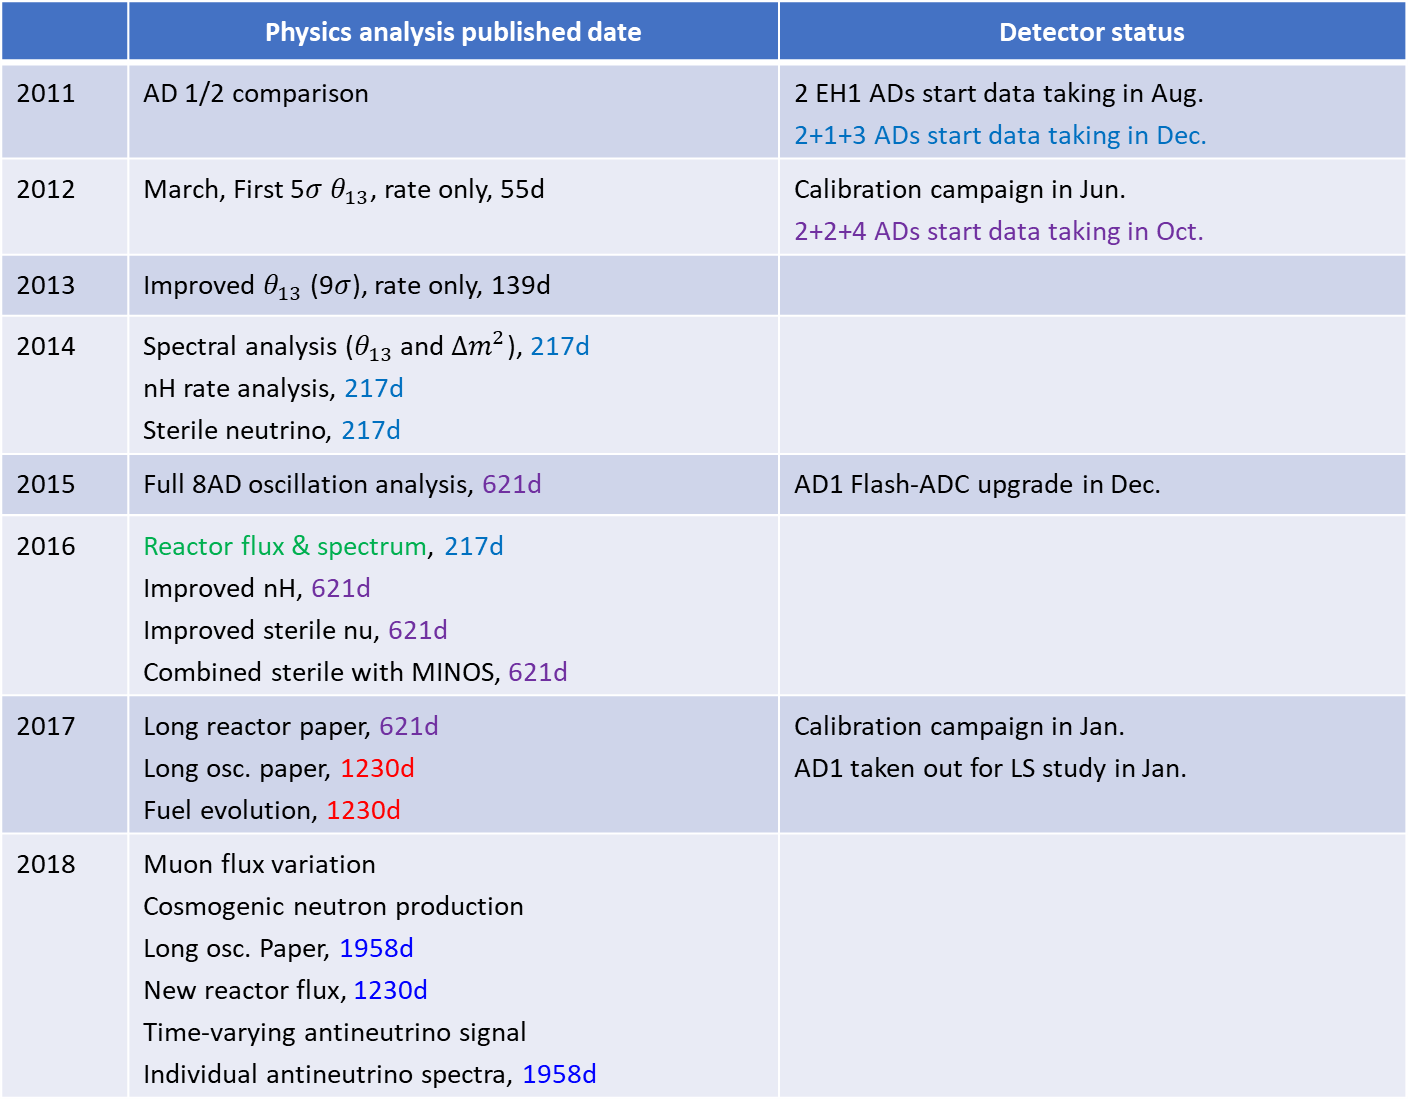 Physics analysis published date Detector status
2011 AD 1/2 comparison 2 EH1 ADs start data taking in Aug.
2+1+3 ADs start data taking in Dec.
2012 March, First 5σ θ₁₃, rate only, 55d Calibration campaign in Jun.
2+2+4 ADs start data taking in Oct.
2013 Improved θ₁₃ (9σ), rate only, 139d
2014 Spectral analysis (θ₁₃ and Δm²), 217d
nH rate analysis, 217d
Sterile neutrino, 217d
2015 Full 8AD oscillation analysis, 621d AD1 Flash-ADC upgrade in Dec.
2016 Reactor flux & spectrum, 217d
Improved nH, 621d
Improved sterile nu, 621d
Combined sterile with MINOS, 621d
2017 Long reactor paper, 621d Calibration campaign in Jan.
Long osc. paper, 1230d AD1 taken out for LS study in Jan.
Fuel evolution, 1230d
2018 Muon flux variation
Cosmogenic neutron production
Long osc. Paper, 1958d
New reactor flux, 1230d
Time-varying antineutrino signal
Individual antineutrino spectra, 1958d